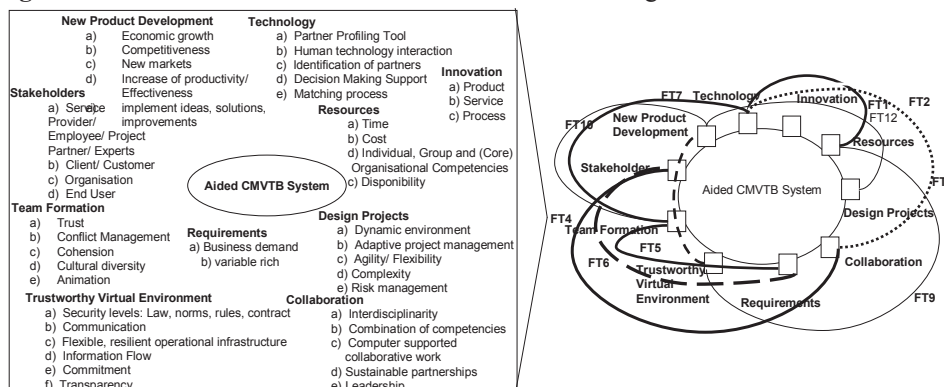 New Product Development
a) Economic growth
b) Competitiveness
c) New markets
d) Increase of productivity/
Effectiveness
e) implement ideas, solutions,
improvements
Technology
a) Partner Profiling Tool
b) Human technology interaction
c) Identification of partners
d) Decision Making Support
e) Matching process
Innovation
a) Product
b) Service
c) Process
Stakeholders
a) Service
Provider/
Employee/ Project
Partner/ Experts
b) Client/ Customer
c) Organisation
d) End User
Resources
a) Time
b) Cost
d) Individual, Group and (Core)
Organisational Competencies
c) Disponibility
Aided CMVTB System
Team Formation
a) Trust
b) Conflict Management
c) Cohension
d) Cultural diversity
e) Animation
Requirements
a) Business demand
b) variable rich
Design Projects
a) Dynamic environment
b) Adaptive project management
c) Agility/ Flexibility
d) Complexity
e) Risk management
Trustworthy Virtual Environment
a) Security levels: Law, norms, rules, contract
b) Communication
c) Flexible, resilient operational infrastructure
d) Information Flow
e) Commitment
f) Transparency
Collaboration
a) Interdisciplinarity
b) Combination of competencies
c) Computer supported
collaborative work
d) Sustainable partnerships
e) Leadership
FT7
Technology
Innovation
FT1
FT2
FT12
FT10
New Product
Development
Resources
Stakeholder
Aided CMVTB System
FT
Design Projects
FT4
Team Formation
FT5
FT6
Collaboration
Trustworthy
Virtual
Environment
Requirements
FT9